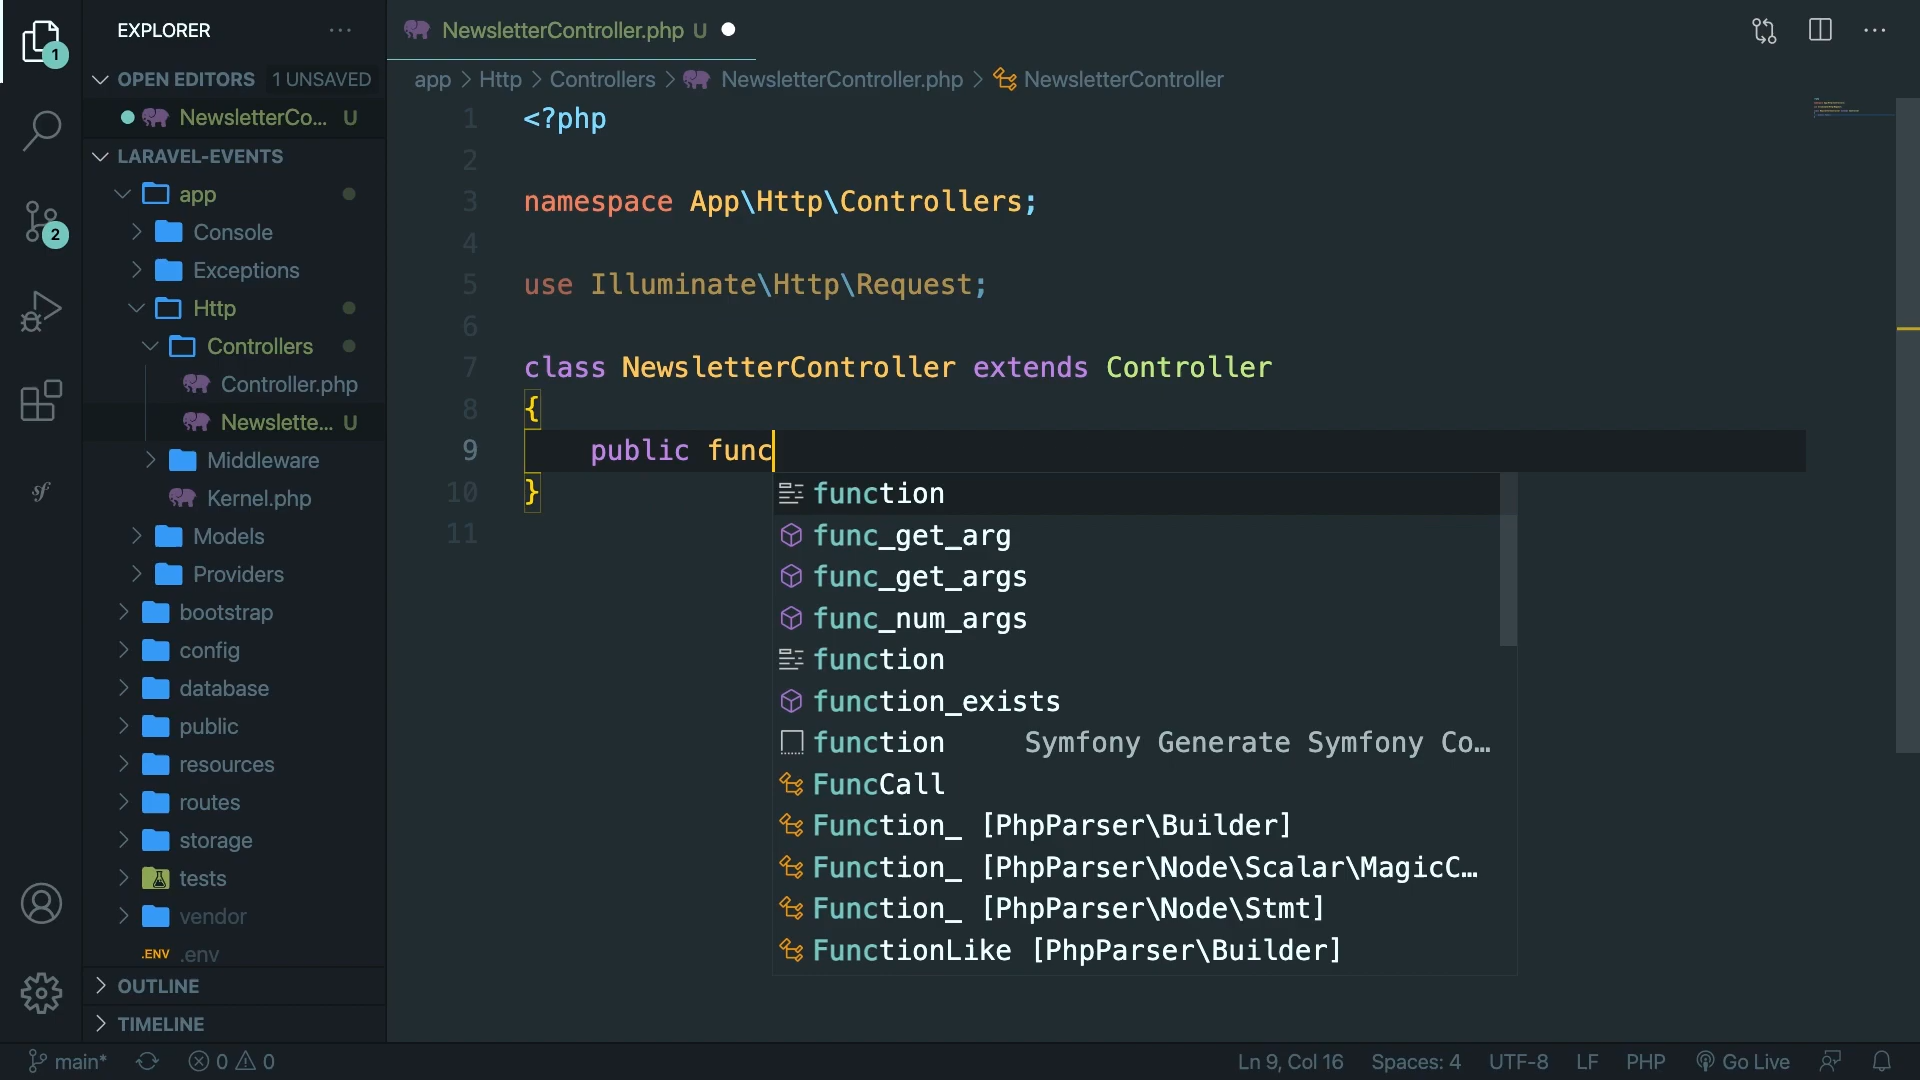 EXPLORER
1
OPEN EDITORS 1 UNSAVED
NewsletterCo... U
LARAVEL-EVENTS
app
Console
Exceptions
Http
Controllers
Controller.php
Newslette... U
Middleware
Kernel.php
Models
Providers
bootstrap
config
database
public
resources
routes
storage
tests
vendor
.ENV .env
OUTLINE
TIMELINE
2
sf
NewsletterController.php U
app > Http > Controllers > NewsletterController.php > NewsletterController
1 <?php
2
3 namespace App\Http\Controllers;
4
5 use Illuminate\Http\Request;
6
7 class NewsletterController extends Controller
8 {
9 public func
10 }
11
function
func_get_arg
func_get_args
func_num_args
function
function_exists
function Symfony Generate Symfony Co...
FuncCall
Function_ [PhpParser\Builder]
Function_ [PhpParser\Node\Scalar\MagicC...
Function_ [PhpParser\Node\Stmt]
FunctionLike [PhpParser\Builder]
main* 0 0 Ln 9, Col 16 Spaces: 4 UTF-8 LF PHP Go Live